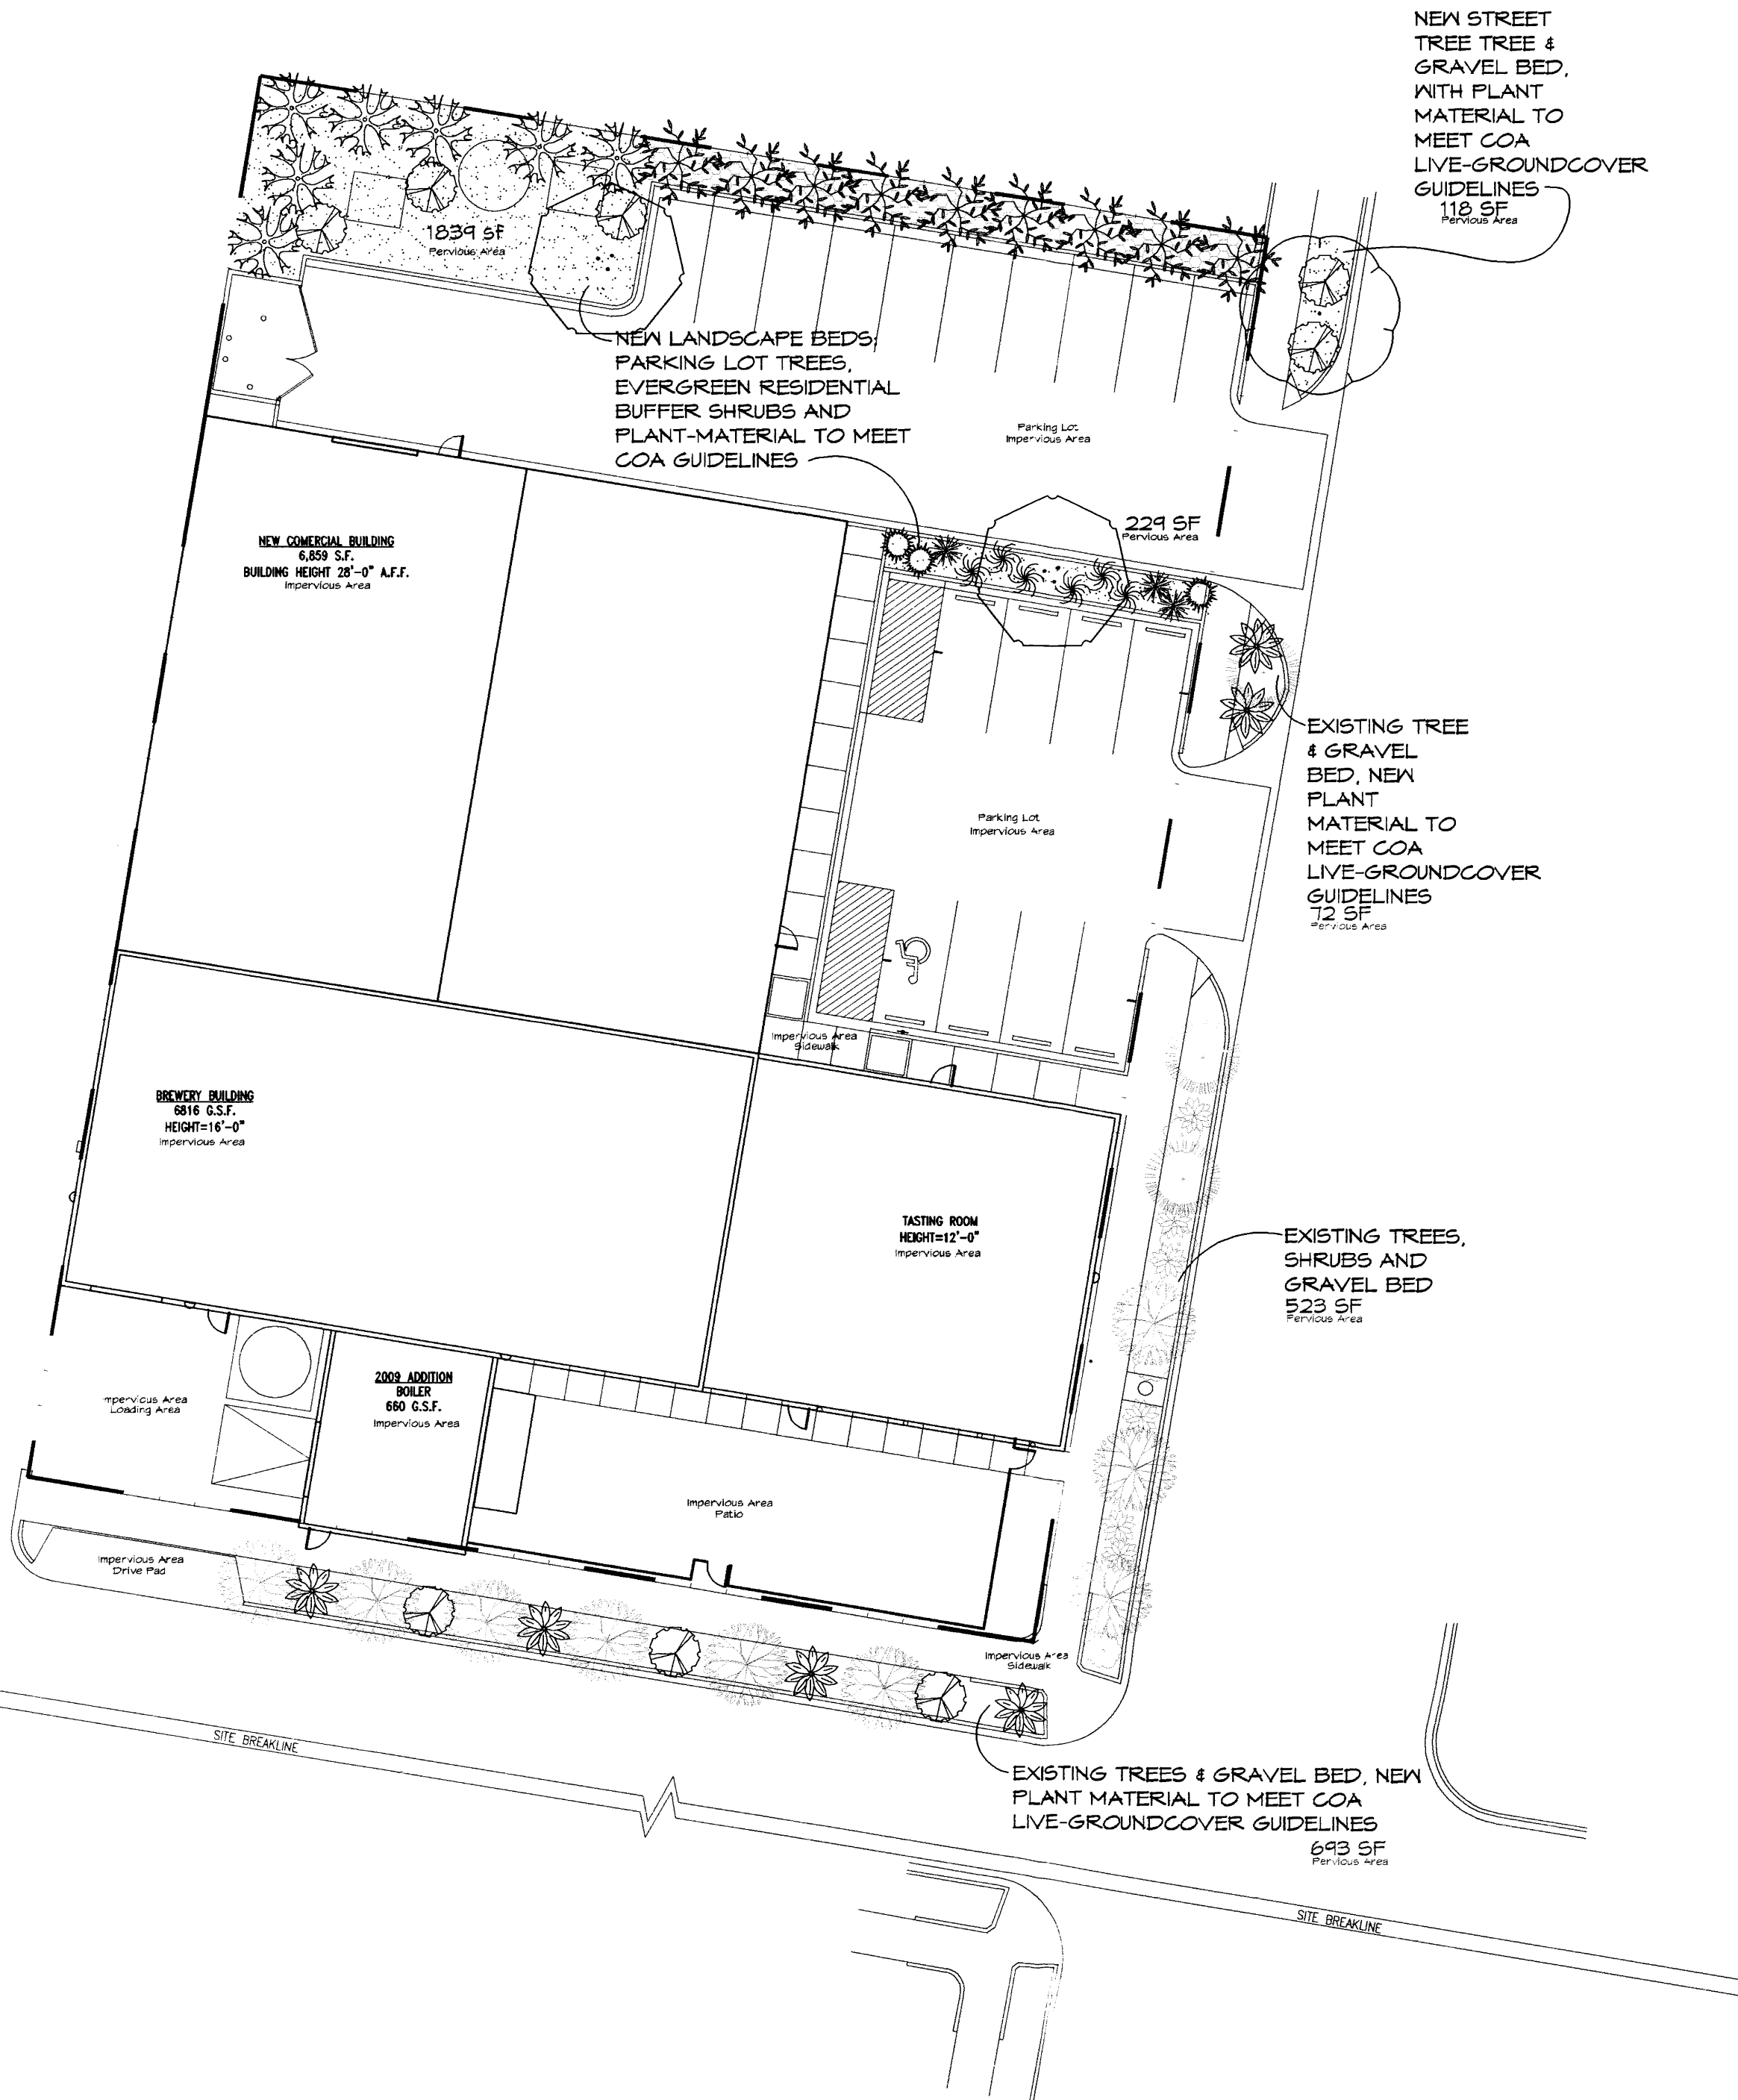 NEW STREET
TREE TREE &
GRAVEL BED,
WITH PLANT
MATERIAL TO
MEET COA
LIVE-GROUNDCOVER
GUIDELINES
118 SF
Pervious Area
1839 SF
Pervious Area
NEW LANDSCAPE BEDS,
PARKING LOT TREES,
EVERGREEN RESIDENTIAL
BUFFER SHRUBS AND
PLANT-MATERIAL TO MEET
COA GUIDELINES
Parking Lot
Impervious Area
229 SF
Pervious Area
NEW COMERCIAL BUILDING
6,859 S.F.
BUILDING HEIGHT 28'-0" A.F.F.
Impervious Area
EXISTING TREE
& GRAVEL
BED, NEW
PLANT
MATERIAL TO
MEET COA
LIVE-GROUNDCOVER
GUIDELINES
72 SF
Pervious Area
Parking Lot
Impervious Area
Impervious Area
Sidewalk
BREWERY BUILDING
6816 G.S.F.
HEIGHT=16'-0"
Impervious Area
TASTING ROOM
HEIGHT=12'-0"
Impervious Area
EXISTING TREES,
SHRUBS AND
GRAVEL BED
523 SF
Pervious Area
2009 ADDITION
BOILER
660 G.S.F.
Impervious Area
Impervious Area
Loading Area
Impervious Area
Patio
Impervious Area
Drive Pad
Impervious Area
Sidewalk
SITE BREAKLINE
EXISTING TREES & GRAVEL BED, NEW
PLANT MATERIAL TO MEET COA
LIVE-GROUNDCOVER GUIDELINES
693 SF
Pervious Area
SITE BREAKLINE